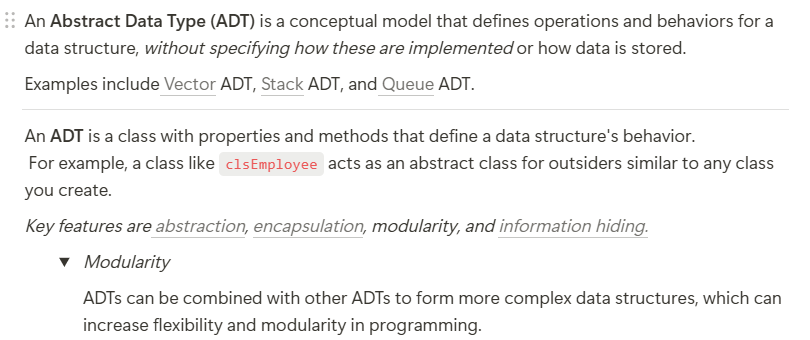 An Abstract Data Type (ADT) is a conceptual model that defines operations and behaviors for a
data structure, without specifying how these are implemented or how data is stored.
Examples include Vector ADT, Stack ADT, and Queue ADT.
An ADT is a class with properties and methods that define a data structure's behavior.
For example, a class like clsEmployee acts as an abstract class for outsiders similar to any class
you create.
Key features are abstraction, encapsulation, modularity, and information hiding.
Modularity
ADTs can be combined with other ADTs to form more complex data structures, which can
increase flexibility and modularity in programming.